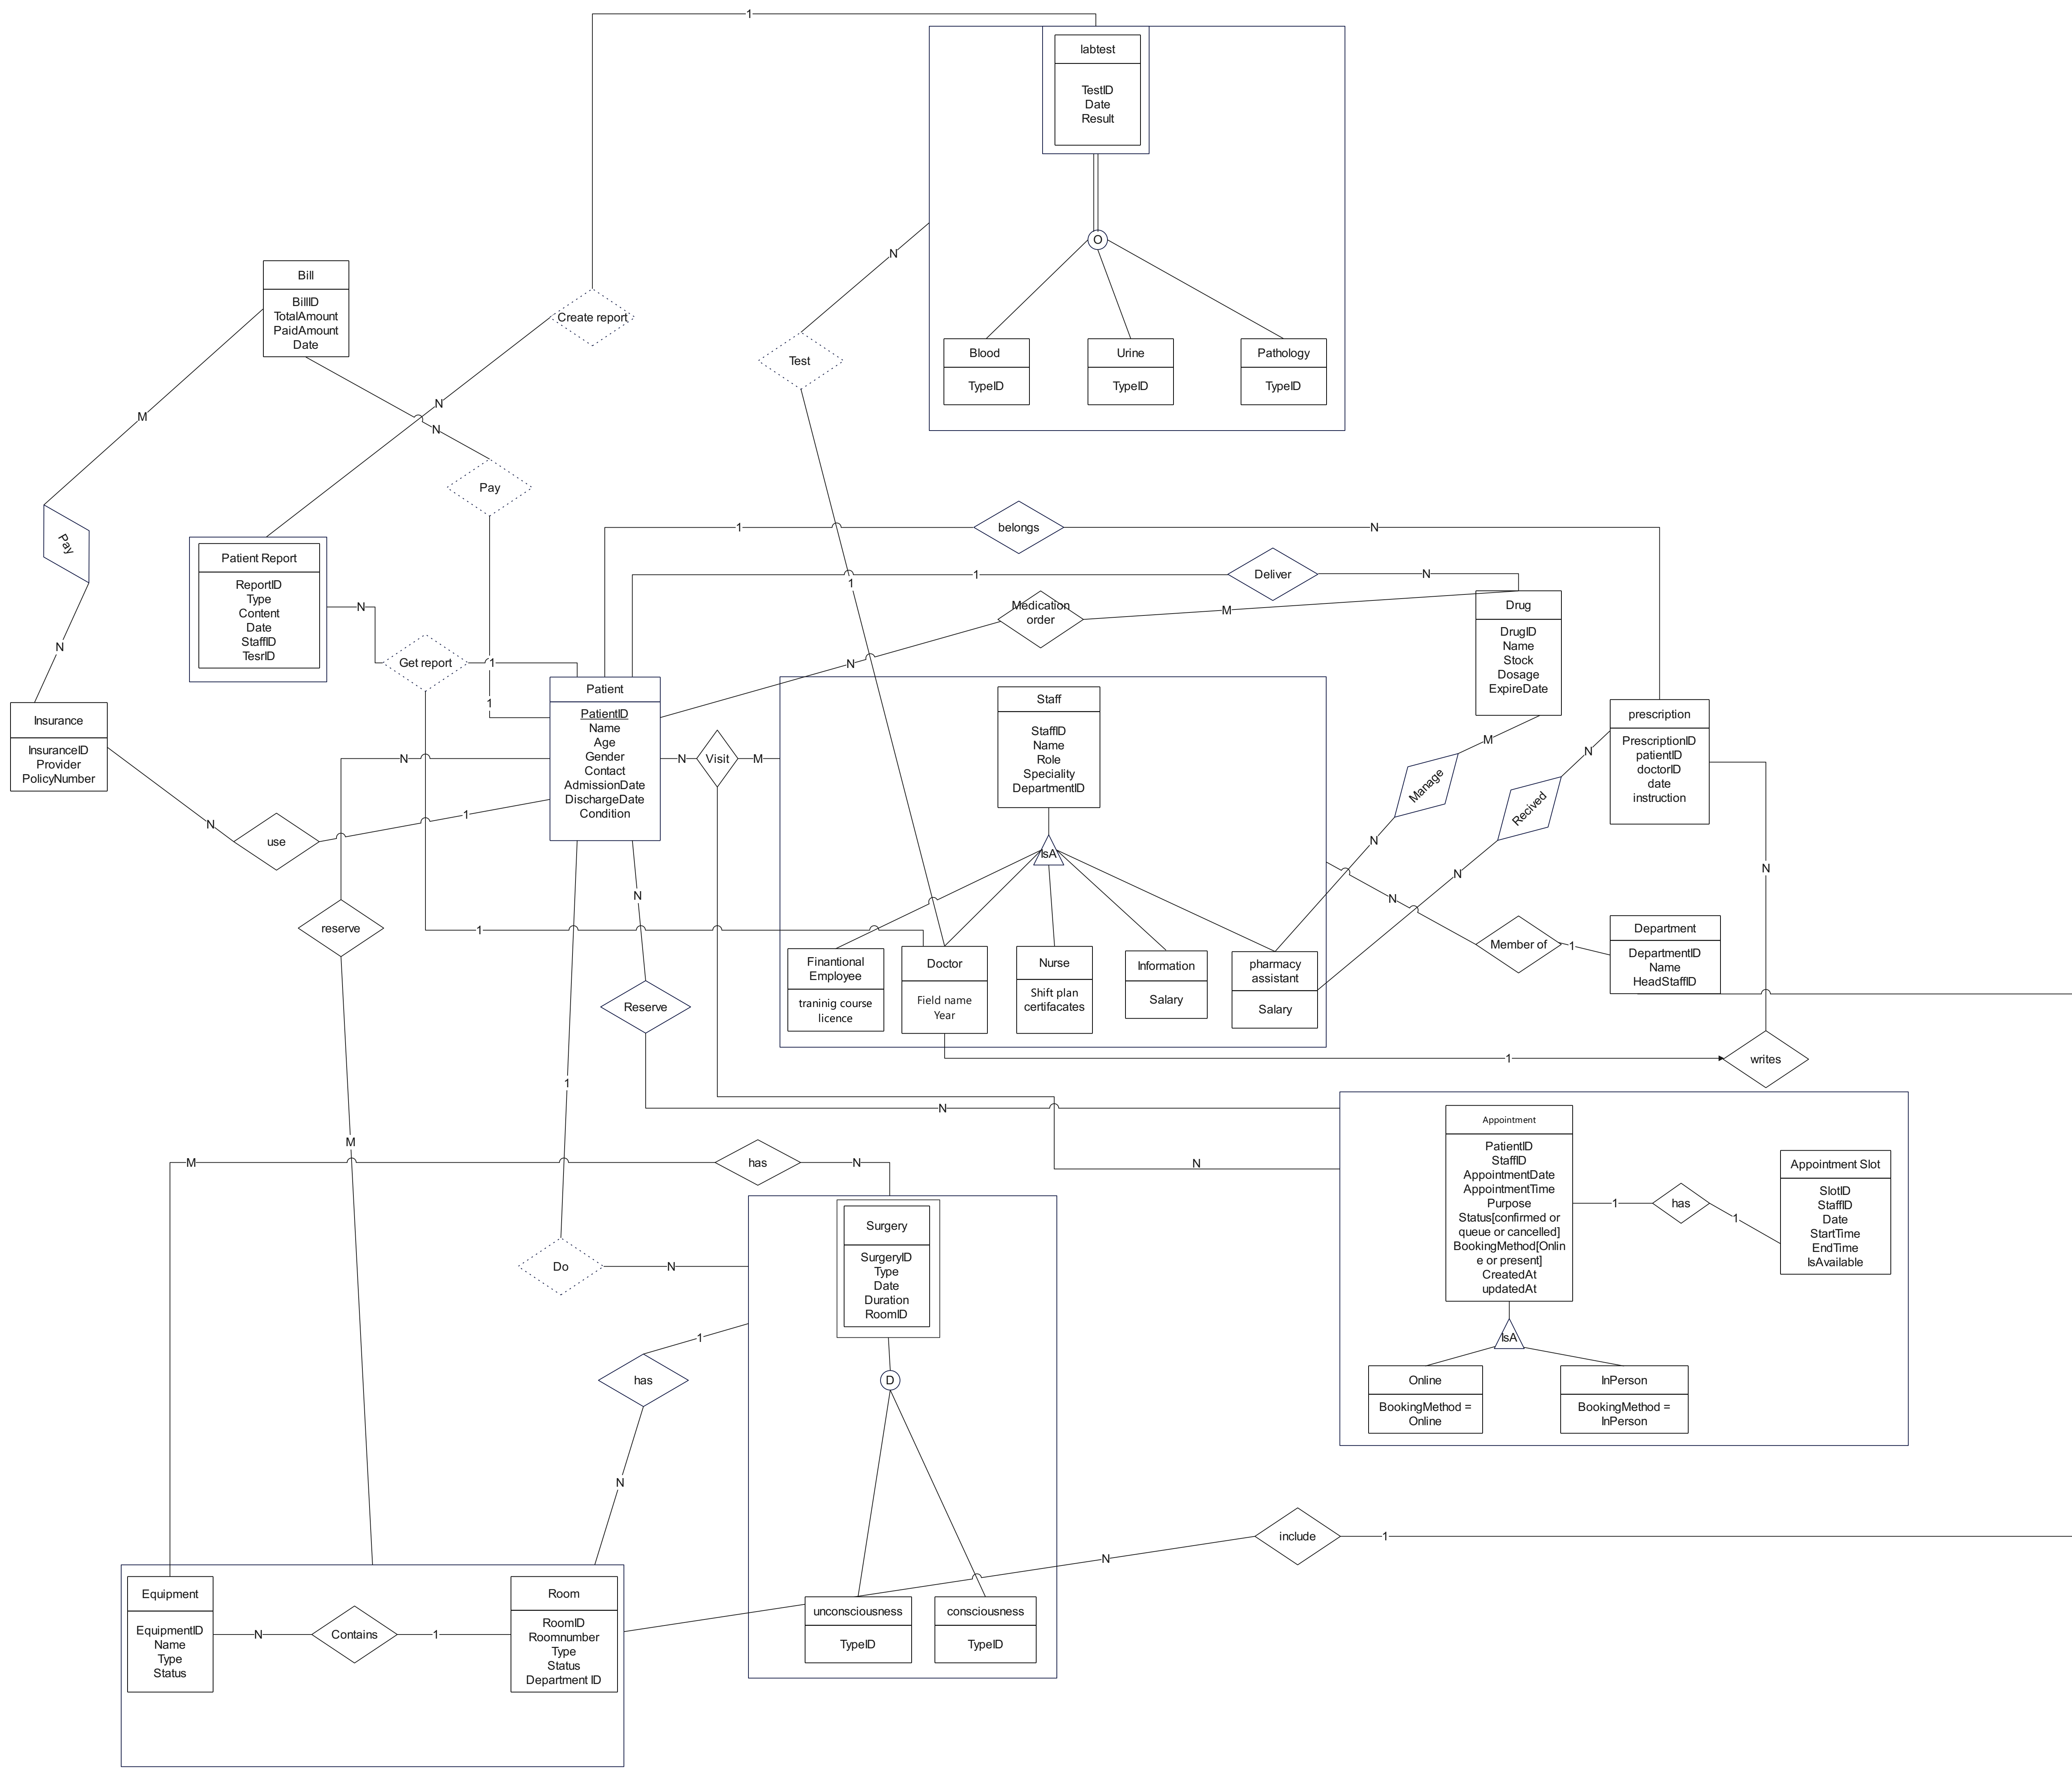 1
labtest
TestID
Date
Result
O
Blood
TypeID
Urine
TypeID
Pathology
TypeID
N
Test
1
Bill
BillID
TotalAmount
PaidAmount
Date
Create report
N
M
N
Pay
1
Pay
N
Patient Report
ReportID
Type
Content
Date
StaffID
TesrID
N
Get report
1
1
1
belongs
N
1
Deliver
N
Medication
order
M
N
Drug
DrugID
Name
Stock
Dosage
ExpireDate
Insurance
InsuranceID
Provider
PolicyNumber
N
use
1
Patient
PatientID
Name
Age
Gender
Contact
AdmissionDate
DischargeDate
Condition
N
Visit
M
N
reserve
M
Staff
StaffID
Name
Role
Speciality
DepartmentID
IsA
Finantional
Employee
traninig course
licence
Doctor
Field name
Year
Nurse
Shift plan
certifacates
Information
Salary
pharmacy
assistant
Salary
M
Manage
N
N
Recived
N
prescription
PrescriptionID
patientID
doctorID
date
instruction
N
N
Member of
1
Department
DepartmentID
Name
HeadStaffID
1
writes
N
Reserve
N
N
1
Do
N
M
has
N
Appointment
PatientID
StaffID
AppointmentDate
AppointmentTime
Purpose
Status[confirmed or
queue or cancelled]
BookingMethod[Onlin
e or present]
CreatedAt
updatedAt
1
has
1
Appointment Slot
SlotID
StaffID
Date
StartTime
EndTime
IsAvailable
IsA
Online
BookingMethod =
Online
InPerson
BookingMethod =
InPerson
Surgery
SurgeryID
Type
Date
Duration
RoomID
D
unconsciousness
TypeID
consciousness
TypeID
1
has
N
N
include
1
Equipment
EquipmentID
Name
Type
Status
N
Contains
1
Room
RoomID
Roomnumber
Type
Status
Department ID